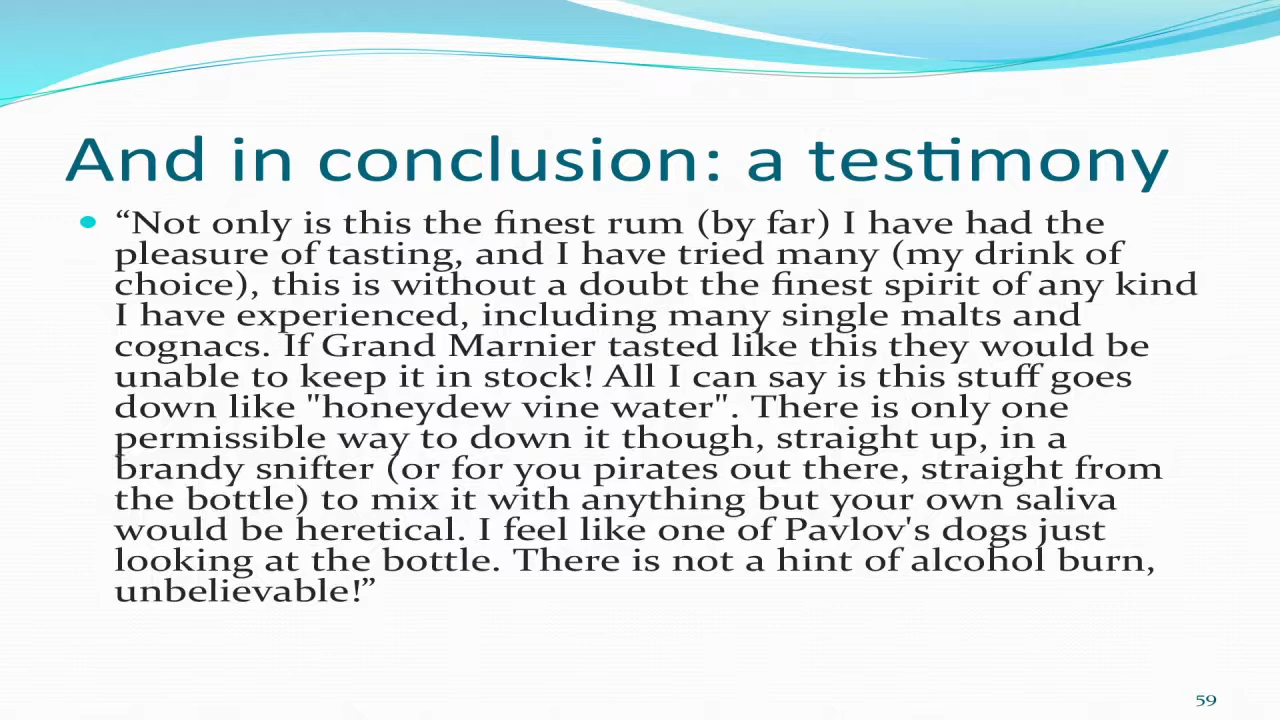 And in conclusion: a testimony
• “Not only is this the finest rum (by far) I have had the
pleasure of tasting, and I have tried many (my drink of
choice), this is without a doubt the finest spirit of any kind
I have experienced, including many single malts and
cognacs. If Grand Marnier tasted like this they would be
unable to keep it in stock! All I can say is this stuff goes
down like "honeydew vine water". There is only one
permissible way to down it though, straight up, in a
brandy snifter (or for you pirates out there, straight from
the bottle) to mix it with anything but your own saliva
would be heretical. I feel like one of Pavlov's dogs just
looking at the bottle. There is not a hint of alcohol burn,
unbelievable!”
59